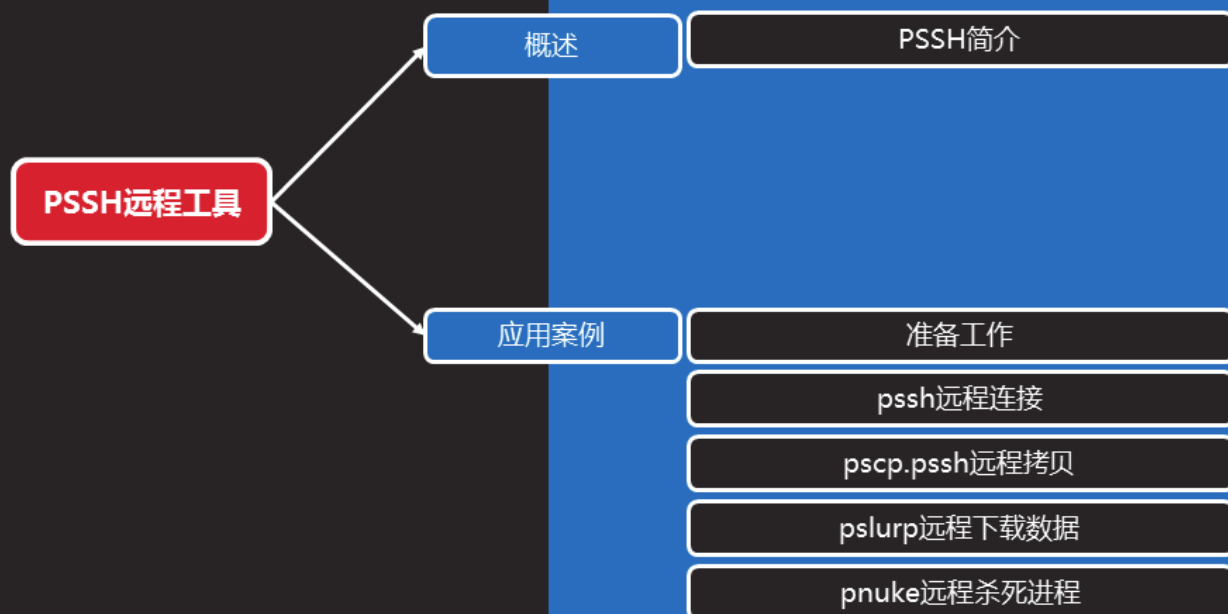 PSSH远程工具
概述
PSSH简介
应用案例
准备工作
pssh远程连接
pscp.pssh远程拷贝
pslurp远程下载数据
pnuke远程杀死进程